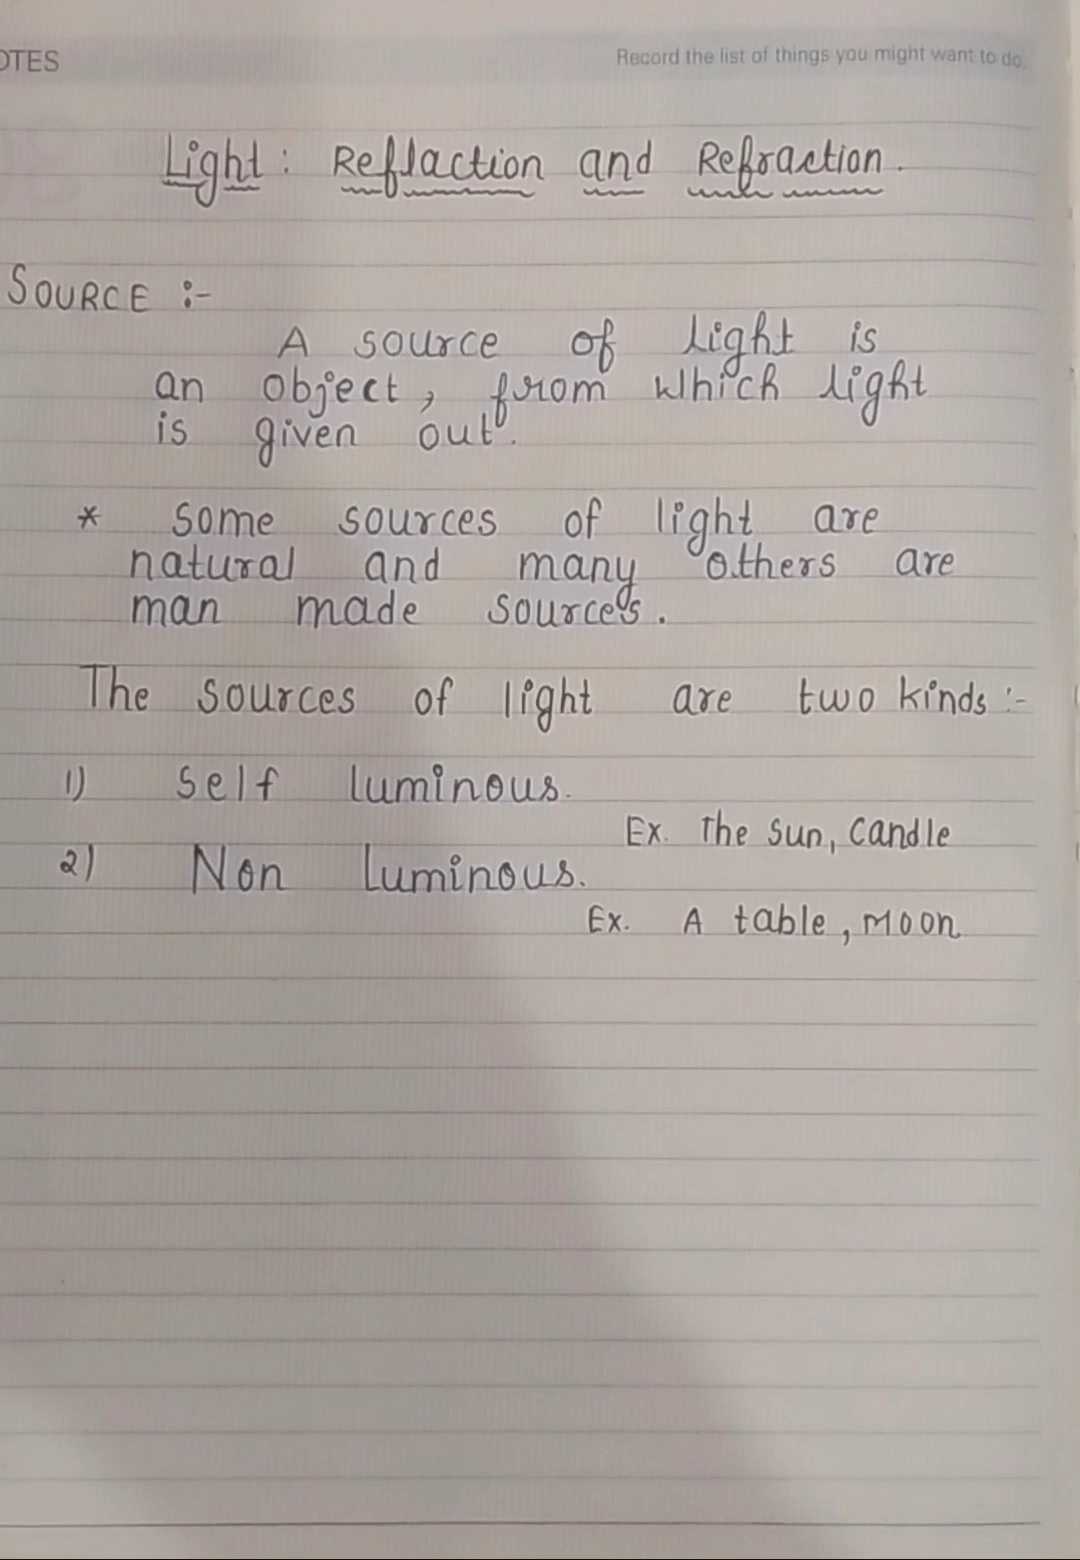 OTES
Record the list of things you might want to do.
Light : Reflaction and Refraction.
SOURCE :-
A source of light is
an object, from which light
is given out.
* Some sources of light are
natural and many others are
man made sources.
The sources of light are two kinds :-
1) Self luminous.
Ex. The sun, Candle
2) Non luminous.
Ex. A table, Moon